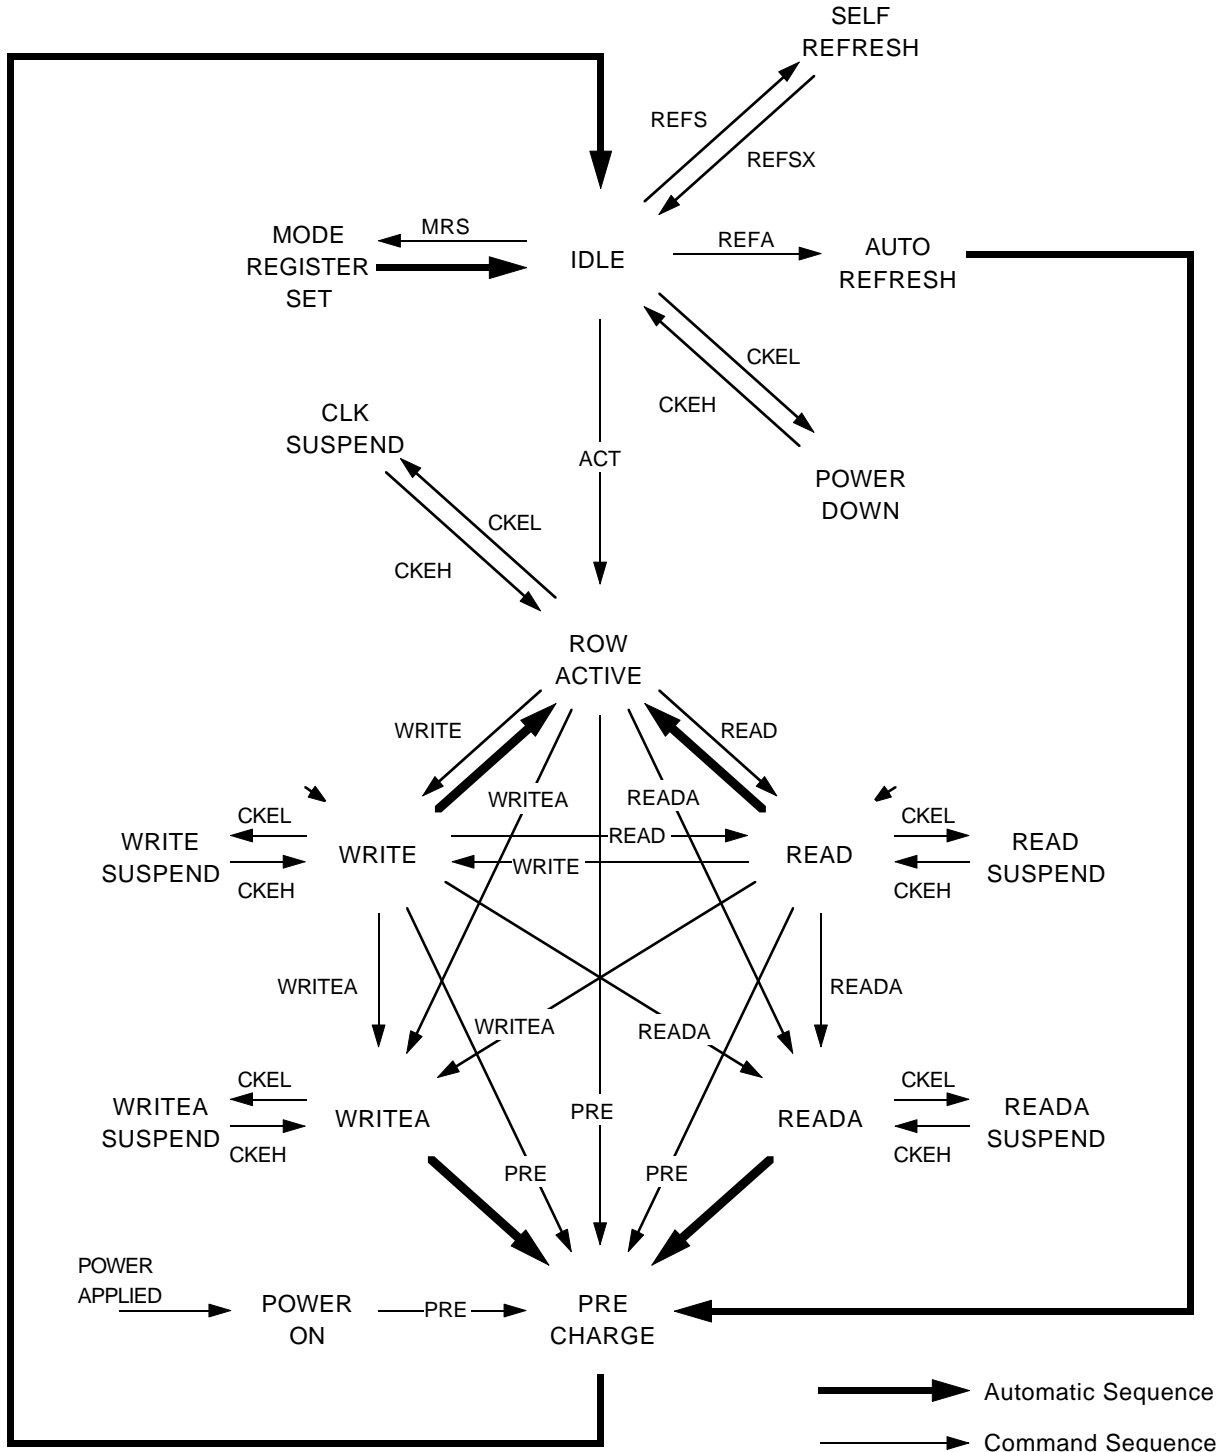 SELF
REFRESH
REFS
REFSX
MODE
REGISTER
SET
MRS
IDLE
REFA
AUTO
REFRESH
CKEL
CKEH
POWER
DOWN
CLK
SUSPEND
ACT
CKEL
CKEH
ROW
ACTIVE
WRITE
READ
WRITEA
READA
WRITE
SUSPEND
CKEL
CKEH
WRITE
READ
WRITE
READ
CKEL
CKEH
READ
SUSPEND
WRITEA
READA
WRITEA
READA
WRITEA
SUSPEND
CKEL
CKEH
WRITEA
PRE
READA
CKEL
CKEH
READA
SUSPEND
PRE
PRE
POWER
APPLIED
POWER
ON
PRE
PRE
CHARGE
Automatic Sequence
Command Sequence